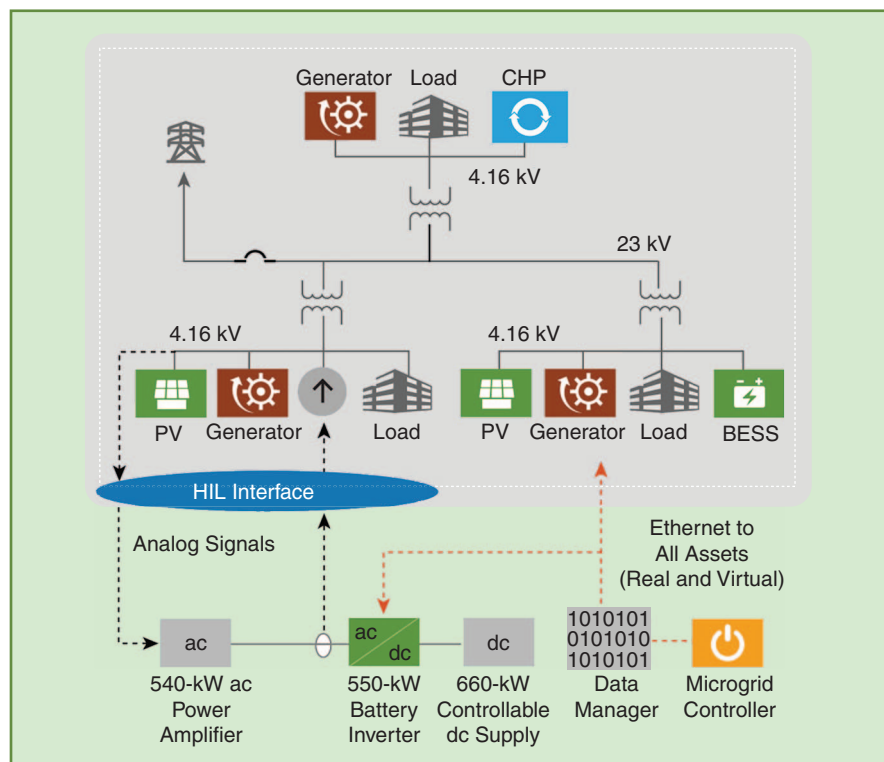 Generator
Load
CHP
4.16 kV
23 kV
4.16 kV
4.16 kV
PV
Generator
Load
PV
Generator
Load
BESS
HIL Interface
Analog Signals
Ethernet to
All Assets
(Real and Virtual)
ac
ac
dc
dc
1010101
0101010
1010101
540-kW ac
Power
Amplifier
550-kW
Battery
Inverter
660-kW
Controllable
dc Supply
Data
Manager
Microgrid
Controller